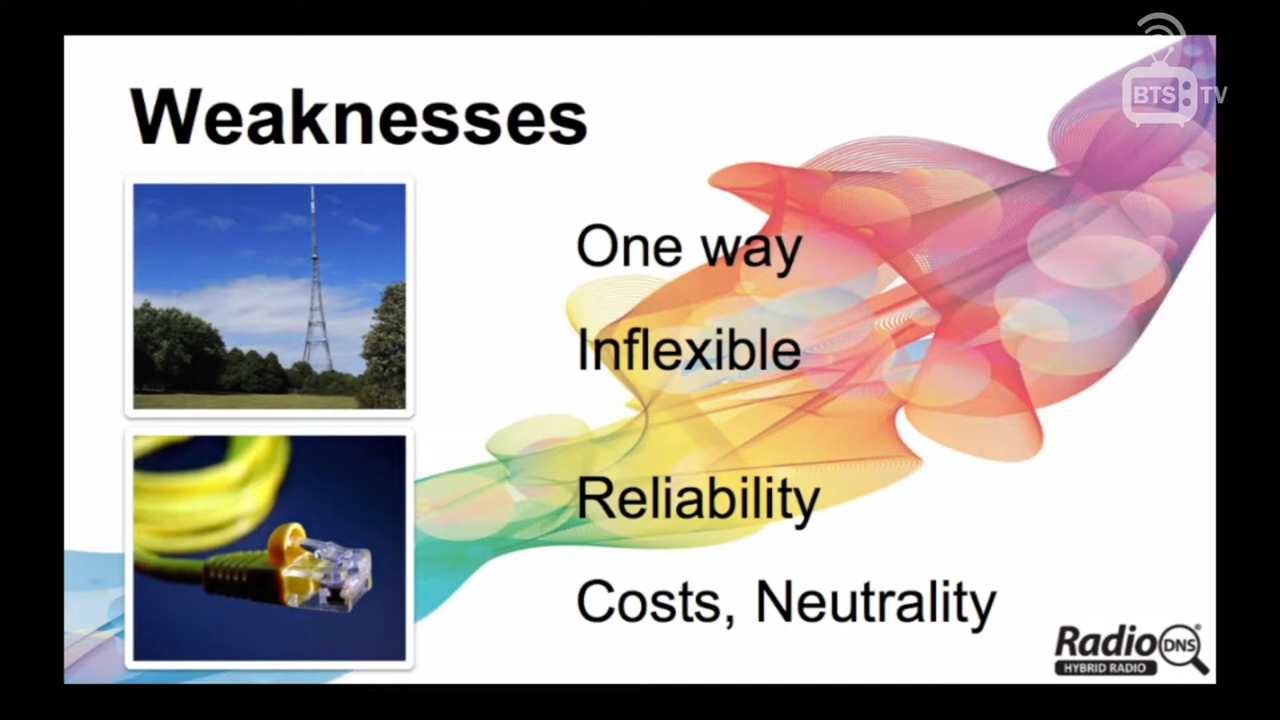 BTS TV
Weaknesses
One way
Inflexible
Reliability
Costs, Neutrality
Radio DNS®
HYBRID RADIO